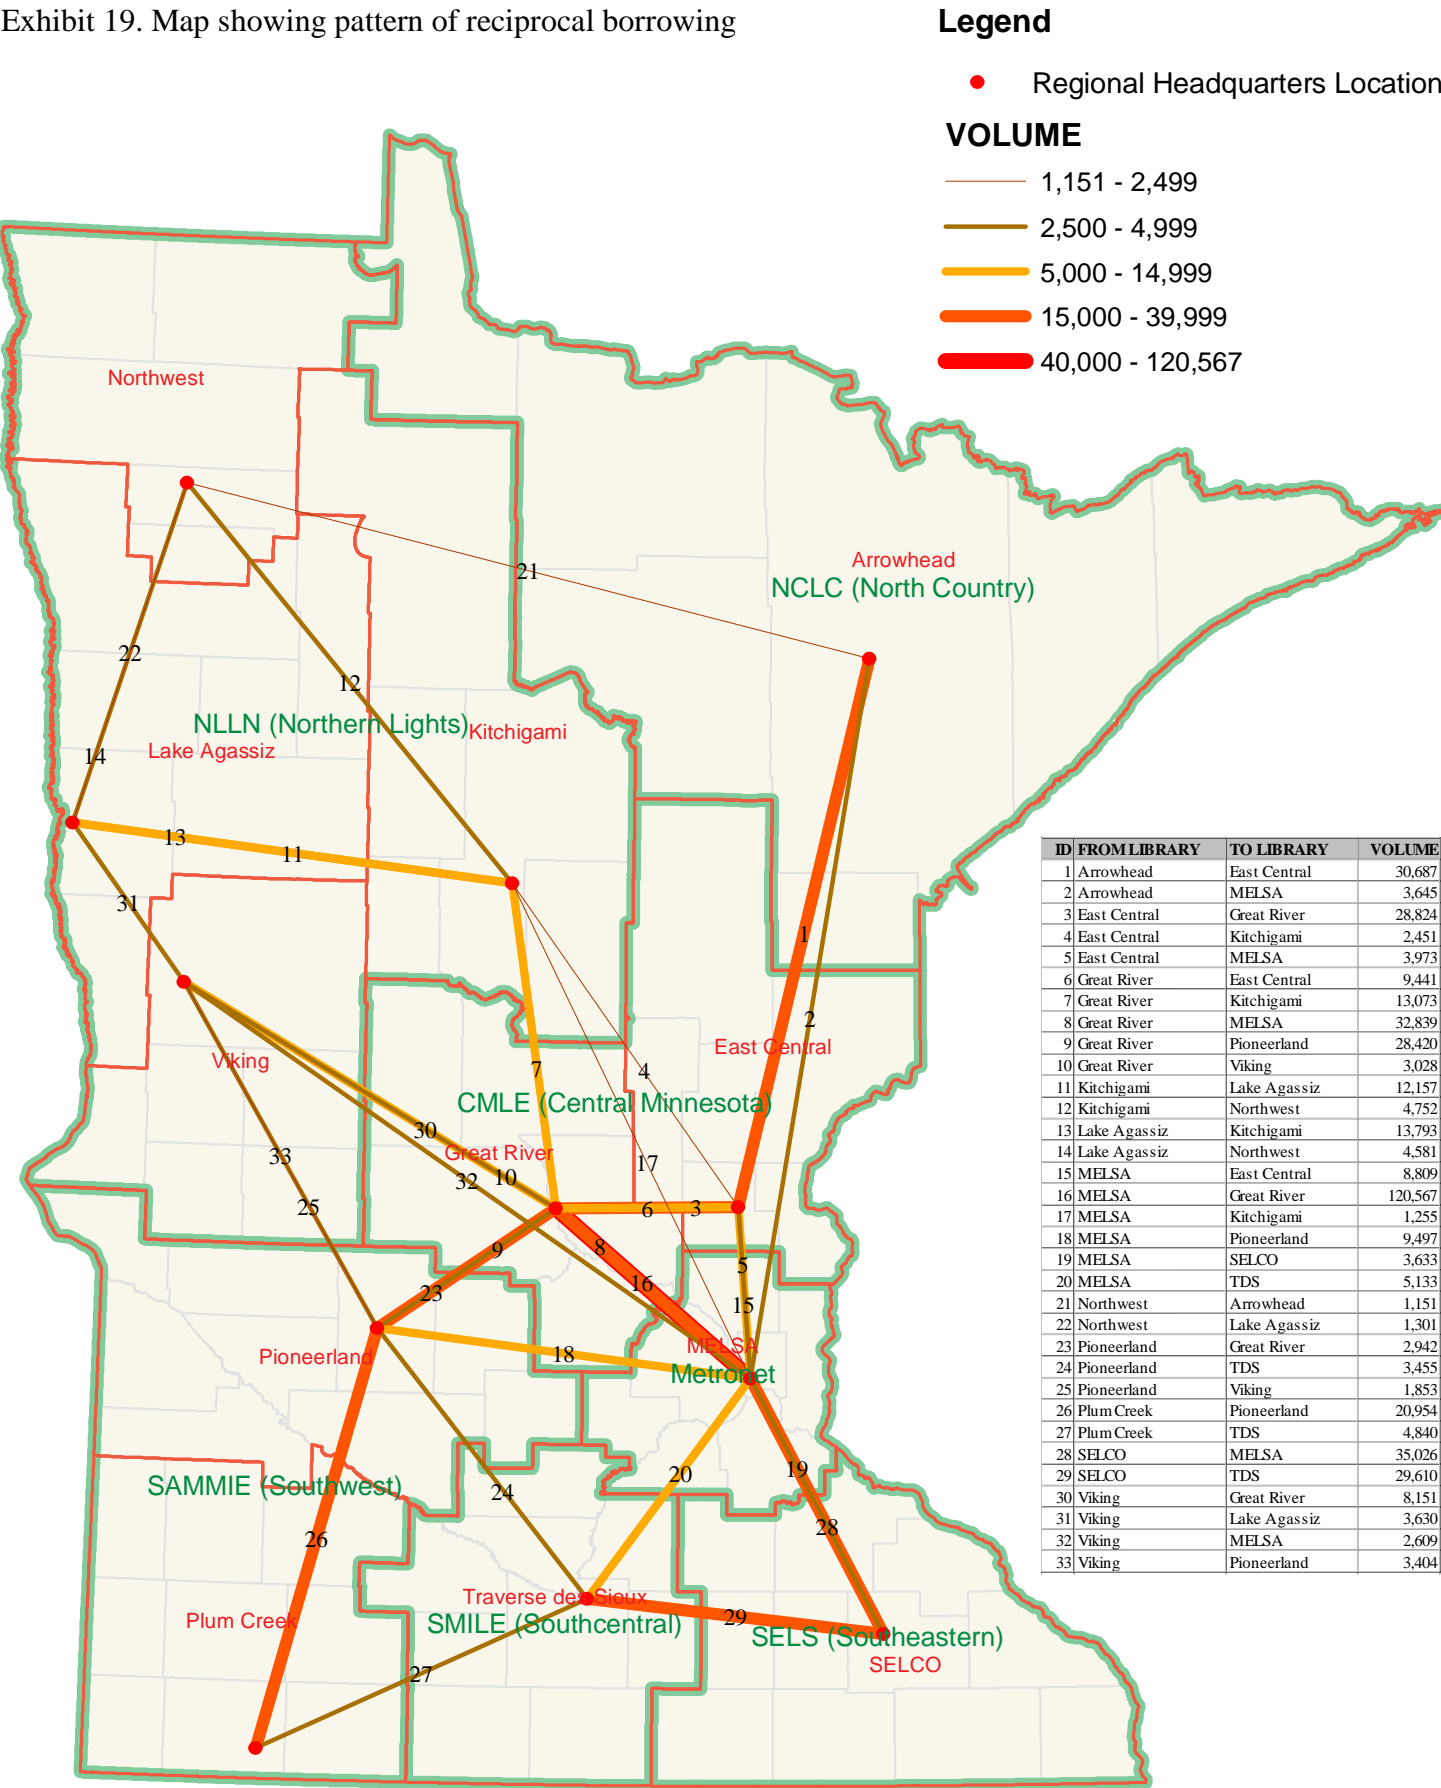 Exhibit 19. Map showing pattern of reciprocal borrowing
Legend
Regional Headquarters Location
VOLUME
1,151 - 2,499
2,500 - 4,999
5,000 - 14,999
15,000 - 39,999
40,000 - 120,567
Northwest
21
Arrowhead
NCLC (North Country)
22
12
NLLN (Northern Lights)
Kitchigami
Lake Agassiz
14
13
11
31
1
2
East Central
Viking
7
4
CMLE (Central Minnesota)
30
Great River
33
10
32
17
25
6
3
9
8
5
16
23
15
MELSA
18
Pioneerland
Metronet
20
19
SAMMIE (Southwest)
24
28
26
Traverse des Sioux
Plum Creek
SMILE (Southcentral)
29
SELS (Southeastern)
SELCO
27
ID FROM LIBRARY TO LIBRARY VOLUME
1 Arrowhead East Central 30,687
2 Arrowhead MELSA 3,645
3 East Central Great River 28,824
4 East Central Kitchigami 2,451
5 East Central MELSA 3,973
6 Great River East Central 9,441
7 Great River Kitchigami 13,073
8 Great River MELSA 32,839
9 Great River Pioneerland 28,420
10 Great River Viking 3,028
11 Kitchigami Lake Agassiz 12,157
12 Kitchigami Northwest 4,752
13 Lake Agassiz Kitchigami 13,793
14 Lake Agassiz Northwest 4,581
15 MELSA East Central 8,809
16 MELSA Great River 120,567
17 MELSA Kitchigami 1,255
18 MELSA Pioneerland 9,497
19 MELSA SELCO 3,633
20 MELSA TDS 5,133
21 Northwest Arrowhead 1,151
22 Northwest Lake Agassiz 1,301
23 Pioneerland Great River 2,942
24 Pioneerland TDS 3,455
25 Pioneerland Viking 1,853
26 Plum Creek Pioneerland 20,954
27 Plum Creek TDS 4,840
28 SELCO MELSA 35,026
29 SELCO TDS 29,610
30 Viking Great River 8,151
31 Viking Lake Agassiz 3,630
32 Viking MELSA 2,609
33 Viking Pioneerland 3,404